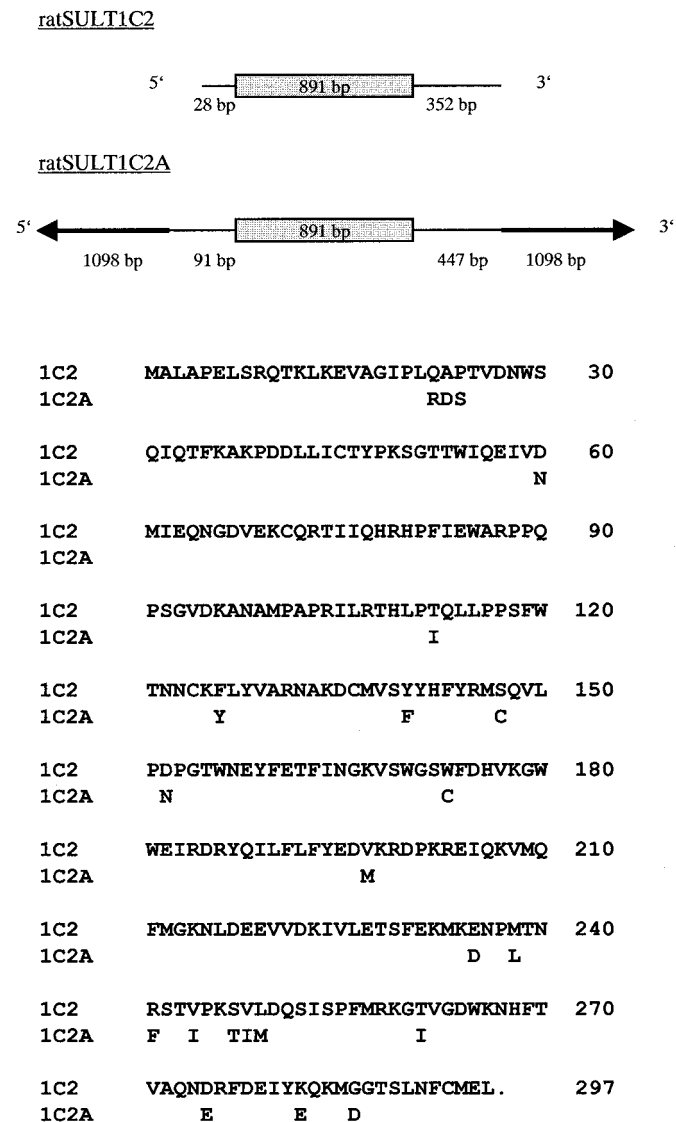 ratSULT1C2
5‘ 891 bp 3‘
28 bp 352 bp
ratSULT1C2A
5‘ 891 bp 3‘
1098 bp 91 bp 447 bp 1098 bp
1C2 MALAPELSRQTKLKEVAGIPLQAPTVDNWS 30
1C2A RDS
1C2 QIQTFKAKPDDLLICTYPKSGTTWIQEIVD 60
1C2A N
1C2 MIEQNGDVEKCQRTIIQHRHPFIEWARPPQ 90
1C2A
1C2 PSGVDKANAMPAPRILRTHLPTQLLPPSFW 120
1C2A I
1C2 TNNCKFLYVARNAKDCMVSYYHFYRMSQVL 150
1C2A Y F C
1C2 PDPGTWNEYFETFINGKVSWGSWFDHVKGW 180
1C2A N C
1C2 WEIRDRYQILFLFYEDVKRDPKREIQKVMQ 210
1C2A M
1C2 FMGKNLDEEVVDKIVLETSFEKMKENPMTN 240
1C2A D L
1C2 RSTVPKSVLDQSISPFMRKGTVGDWKNHFT 270
1C2A F I TIM I
1C2 VAQNDRFDEIYKQKMGGTSLNFCMEL. 297
1C2A E E D